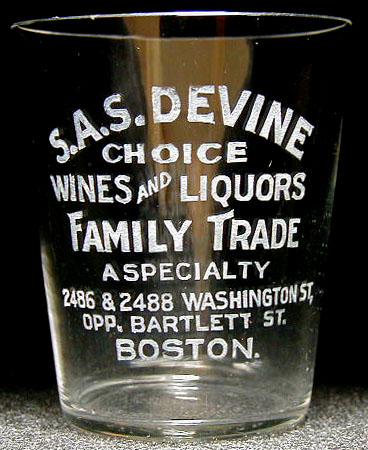 S.A.S. DEVINE
CHOICE
WINES AND LIQUORS
FAMILY TRADE
A SPECIALTY
2486 & 2488 WASHINGTON ST,
OPP. BARTLETT ST.
BOSTON.